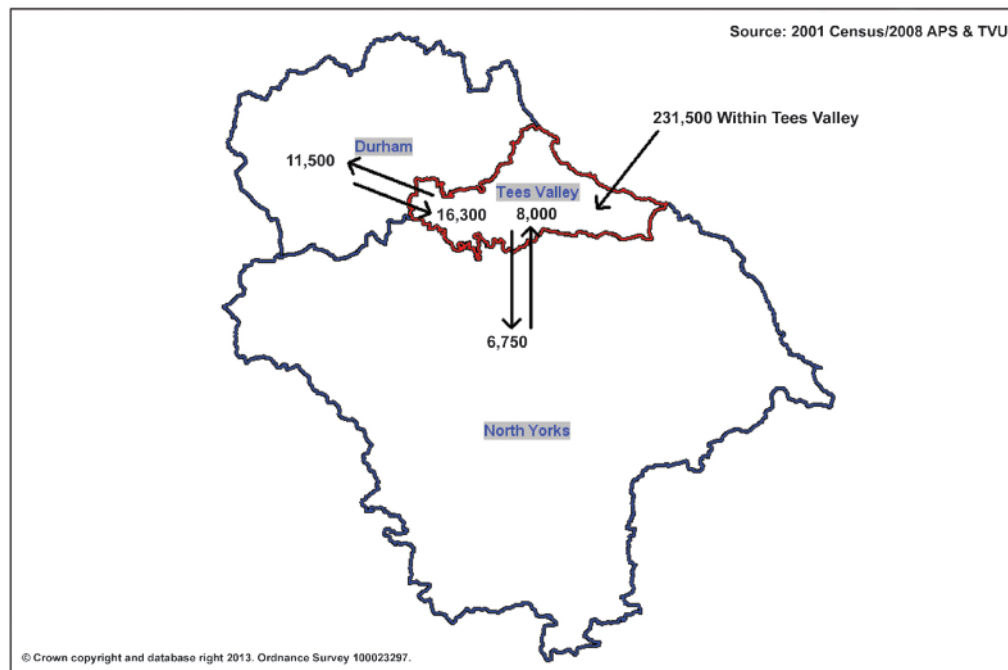 Source: 2001 Census/2008 APS & TVU
231,500 Within Tees Valley
Durham
11,500
Tees Valley
16,300
8,000
6,750
North Yorks
© Crown copyright and database right 2013. Ordnance Survey 100023297.